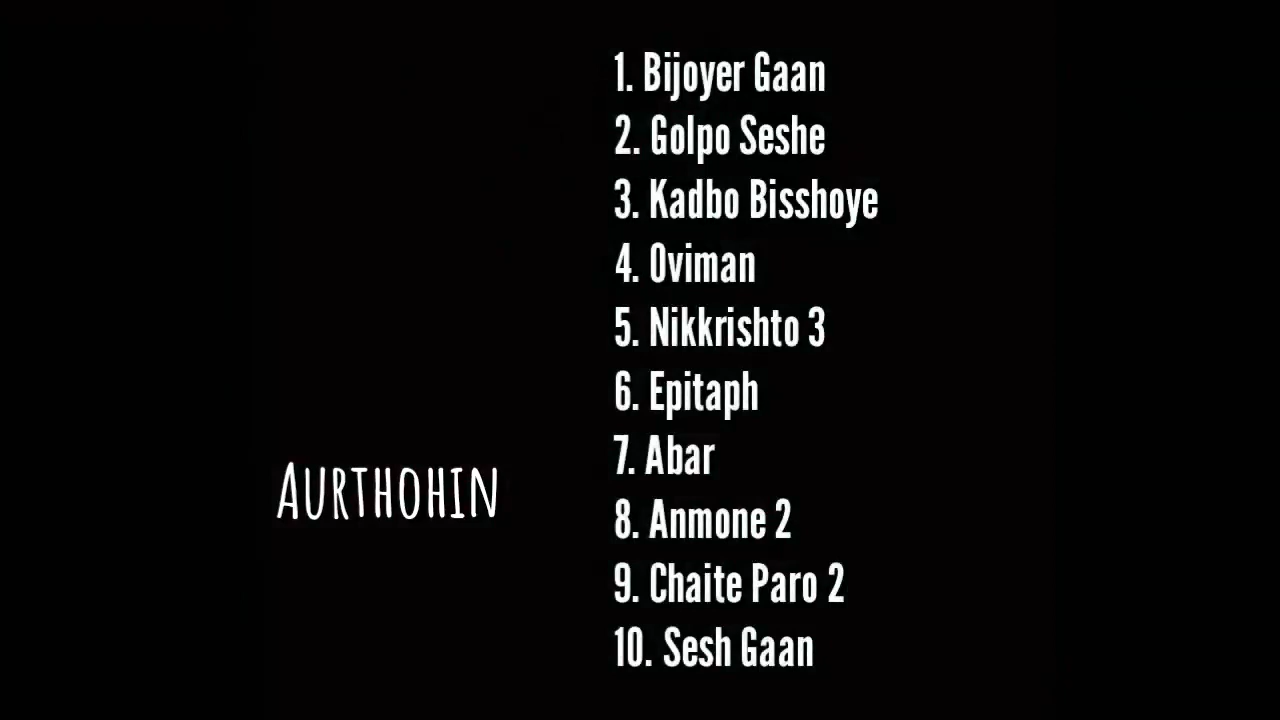 Aurthohin
1. Bijoyer Gaan
2. Golpo Seshe
3. Kadbo Bisshoye
4. Oviman
5. Nikkrishto 3
6. Epitaph
7. Abar
8. Anmone 2
9. Chaite Paro 2
10. Sesh Gaan